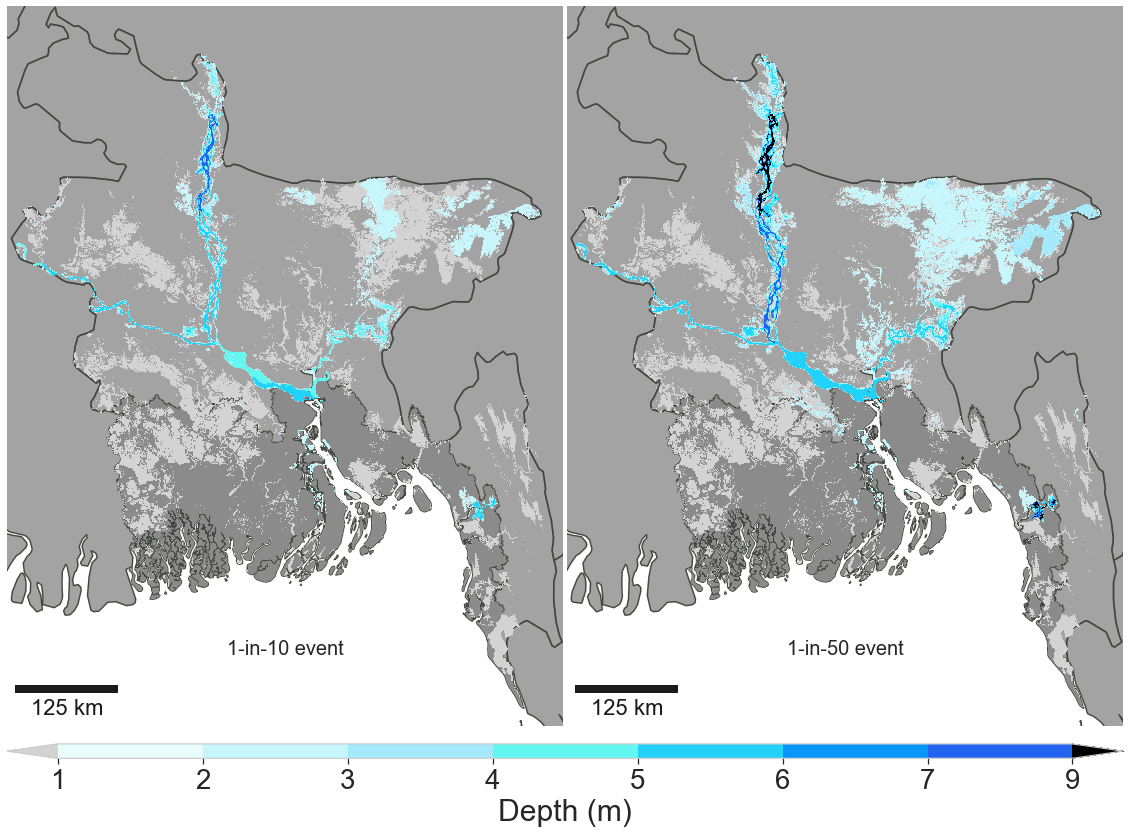 1-in-10 event
1-in-50 event
125 km
125 km
1 2 3 4 5 6 7 9
Depth (m)